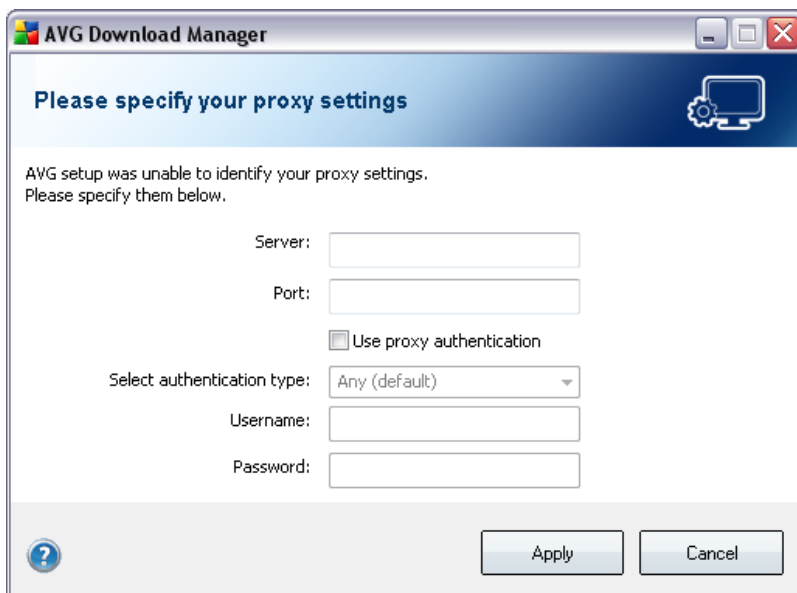 AVG Download Manager
Please specify your proxy settings
AVG setup was unable to identify your proxy settings.
Please specify them below.
Server:
Port:
Use proxy authentication
Select authentication type: Any (default)
Username:
Password:
? Apply Cancel